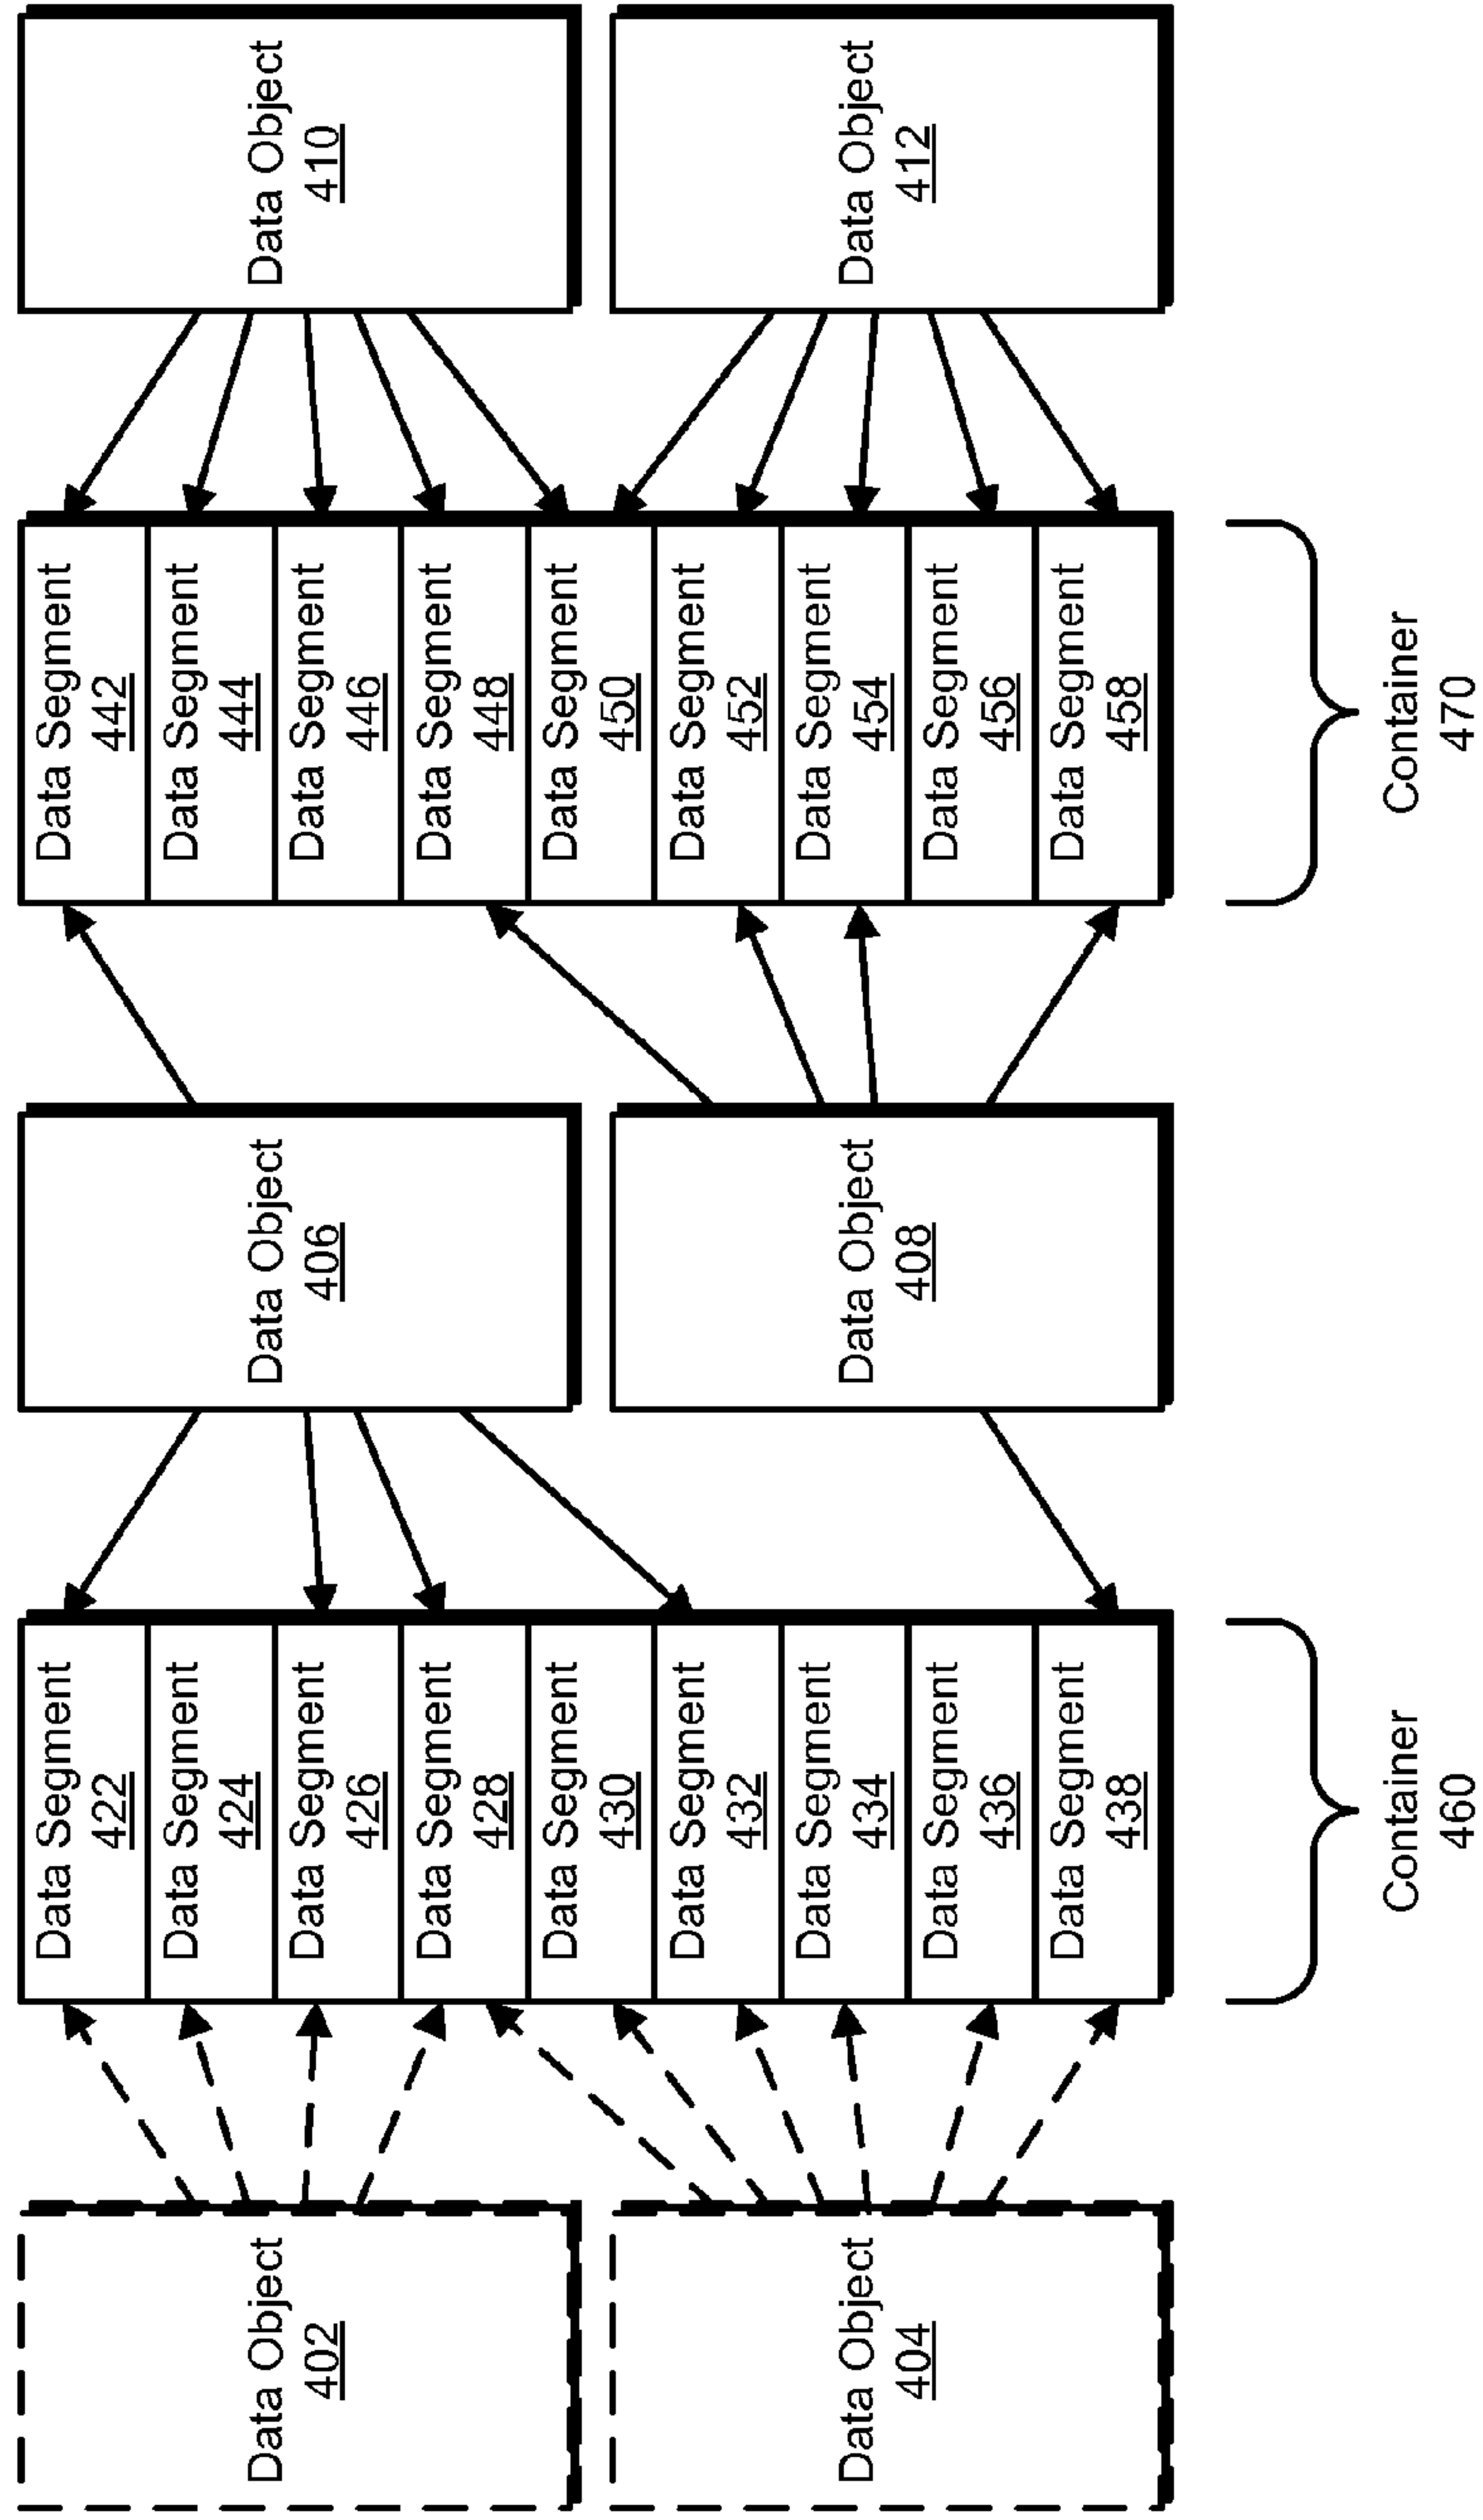 Data Object
402
Data Object
404
Data Segment
422
Data Segment
424
Data Segment
426
Data Segment
428
Data Segment
430
Data Segment
432
Data Segment
434
Data Segment
436
Data Segment
438
Container
460
Data Object
406
Data Object
408
Data Segment
442
Data Segment
444
Data Segment
446
Data Segment
448
Data Segment
450
Data Segment
452
Data Segment
454
Data Segment
456
Data Segment
458
Container
470
Data Object
410
Data Object
412